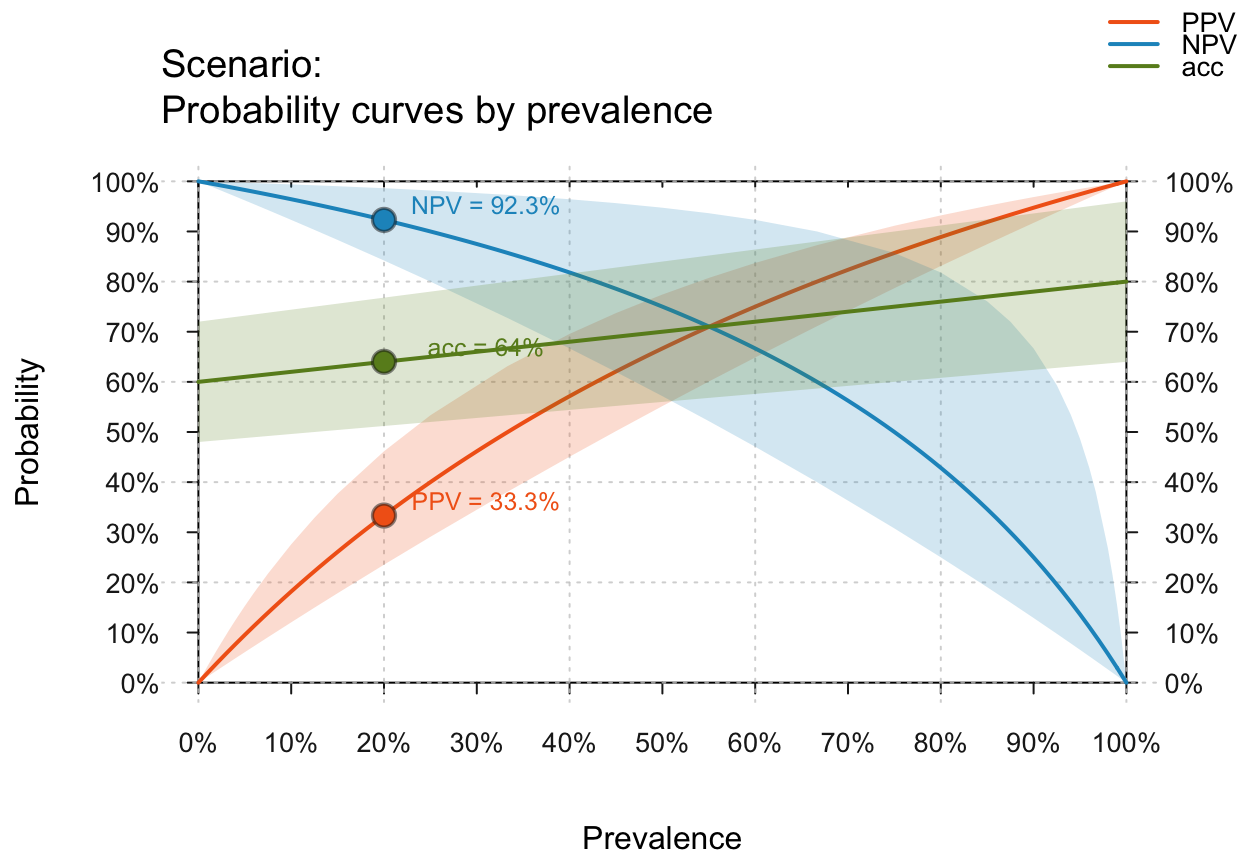 PPV
NPV
acc
Scenario:
Probability curves by prevalence
100%
90%
80%
70%
60%
50%
40%
30%
20%
10%
0%
Probability
NPV = 92.3%
acc = 64%
PPV = 33.3%
100%
90%
80%
70%
60%
50%
40%
30%
20%
10%
0%
0% 10% 20% 30% 40% 50% 60% 70% 80% 90% 100%
Prevalence